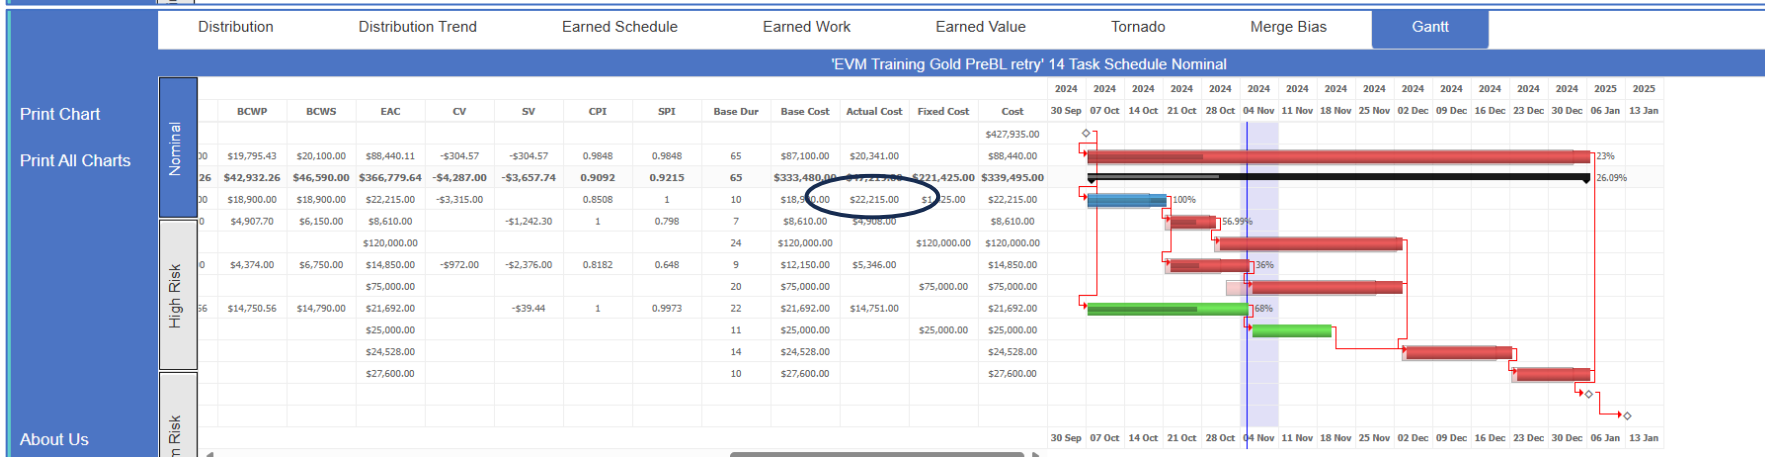 Distribution Distribution Trend Earned Schedule Earned Work Earned Value Tornado Merge Bias Gantt
'EVM Training Gold PreBL retry' 14 Task Schedule Nominal
Print Chart
Print All Charts
About Us
Nominal
High Risk
Risk
2024 2024 2024 2024 2024 2024 2024 2024 2024 2024 2024 2024 2024 2024 2025 2025
BCWP BCWS EAC CV SV CPI SPI Base Dur Base Cost Actual Cost Fixed Cost Cost 30 Sep 07 Oct 14 Oct 21 Oct 28 Oct 04 Nov 11 Nov 18 Nov 25 Nov 02 Dec 09 Dec 16 Dec 23 Dec 30 Dec 06 Jan 13 Jan
$427,935.00
00 $19,795.43 $20,100.00 $88,440.11 -$304.57 -$304.57 0.9848 0.9848 65 $87,100.00 $20,341.00 $88,440.00 23%
26 $42,932.26 $46,590.00 $366,779.64 -$4,287.00 -$3,657.74 0.9092 0.9215 65 $333,480.00 $221,425.00 $339,495.00 26.09%
00 $18,900.00 $18,900.00 $22,215.00 -$3,315.00 0.8508 1 10 $22,215.00 $22,215.00 100%
0 $4,907.70 $6,150.00 $8,610.00 -$1,242.30 1 0.798 7 $8,610.00 $4,908.00 $8,610.00 56.99%
$120,000.00 24 $120,000.00 $120,000.00 $120,000.00
0 $4,374.00 $6,750.00 $14,850.00 -$972.00 -$2,376.00 0.8182 0.648 9 $12,150.00 $5,346.00 $14,850.00 36%
$75,000.00 20 $75,000.00 $75,000.00 $75,000.00
56 $14,750.56 $14,790.00 $21,692.00 -$39.44 1 0.9973 22 $21,692.00 $14,751.00 $21,692.00 68%
$25,000.00 11 $25,000.00 $25,000.00 $25,000.00
$24,528.00 14 $24,528.00 $24,528.00
$27,600.00 10 $27,600.00 $27,600.00
30 Sep 07 Oct 14 Oct 21 Oct 28 Oct 04 Nov 11 Nov 18 Nov 25 Nov 02 Dec 09 Dec 16 Dec 23 Dec 30 Dec 06 Jan 13 Jan